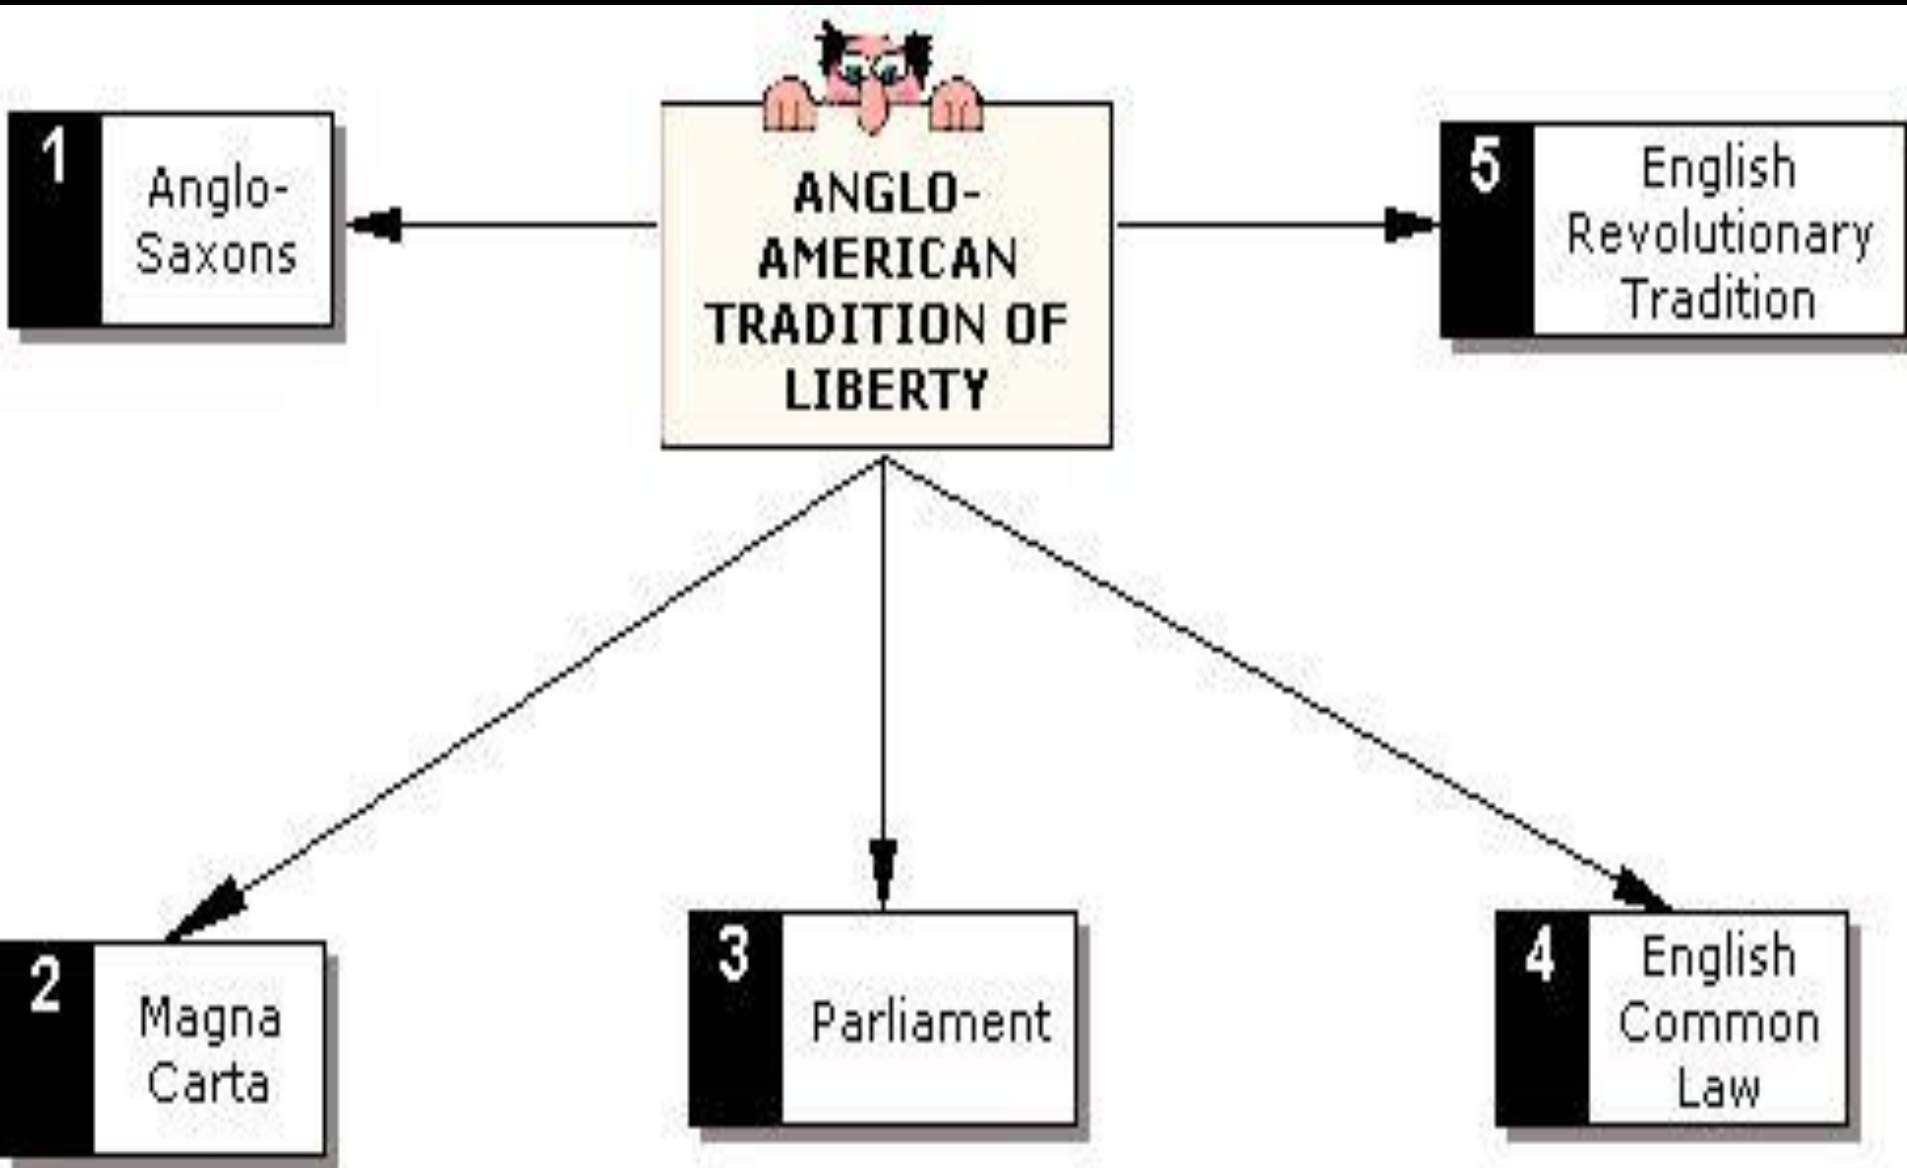 ANGLO-
AMERICAN
TRADITION OF
LIBERTY
1
Anglo-
Saxons
2
Magna
Carta
3
Parliament
4
English
Common
Law
5
English
Revolutionary
Tradition